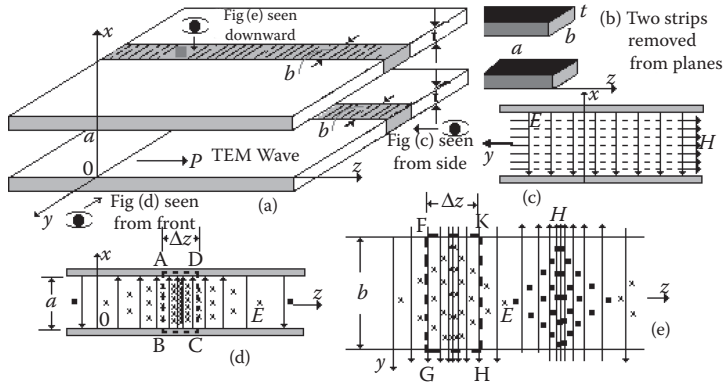 Fig (e) seen
downward
x
b
t
t
b
a
0
P
TEM Wave
z
y
Fig (d) seen
from front
(a)
Fig (c) seen
from side
t
b
a
(b) Two strips
removed
from planes
z
x
E
H
y
(c)
Δz
A D
x
a
0
E
z
B C
(d)
Δz
F K
H
b
E
z
(e)
y
G H